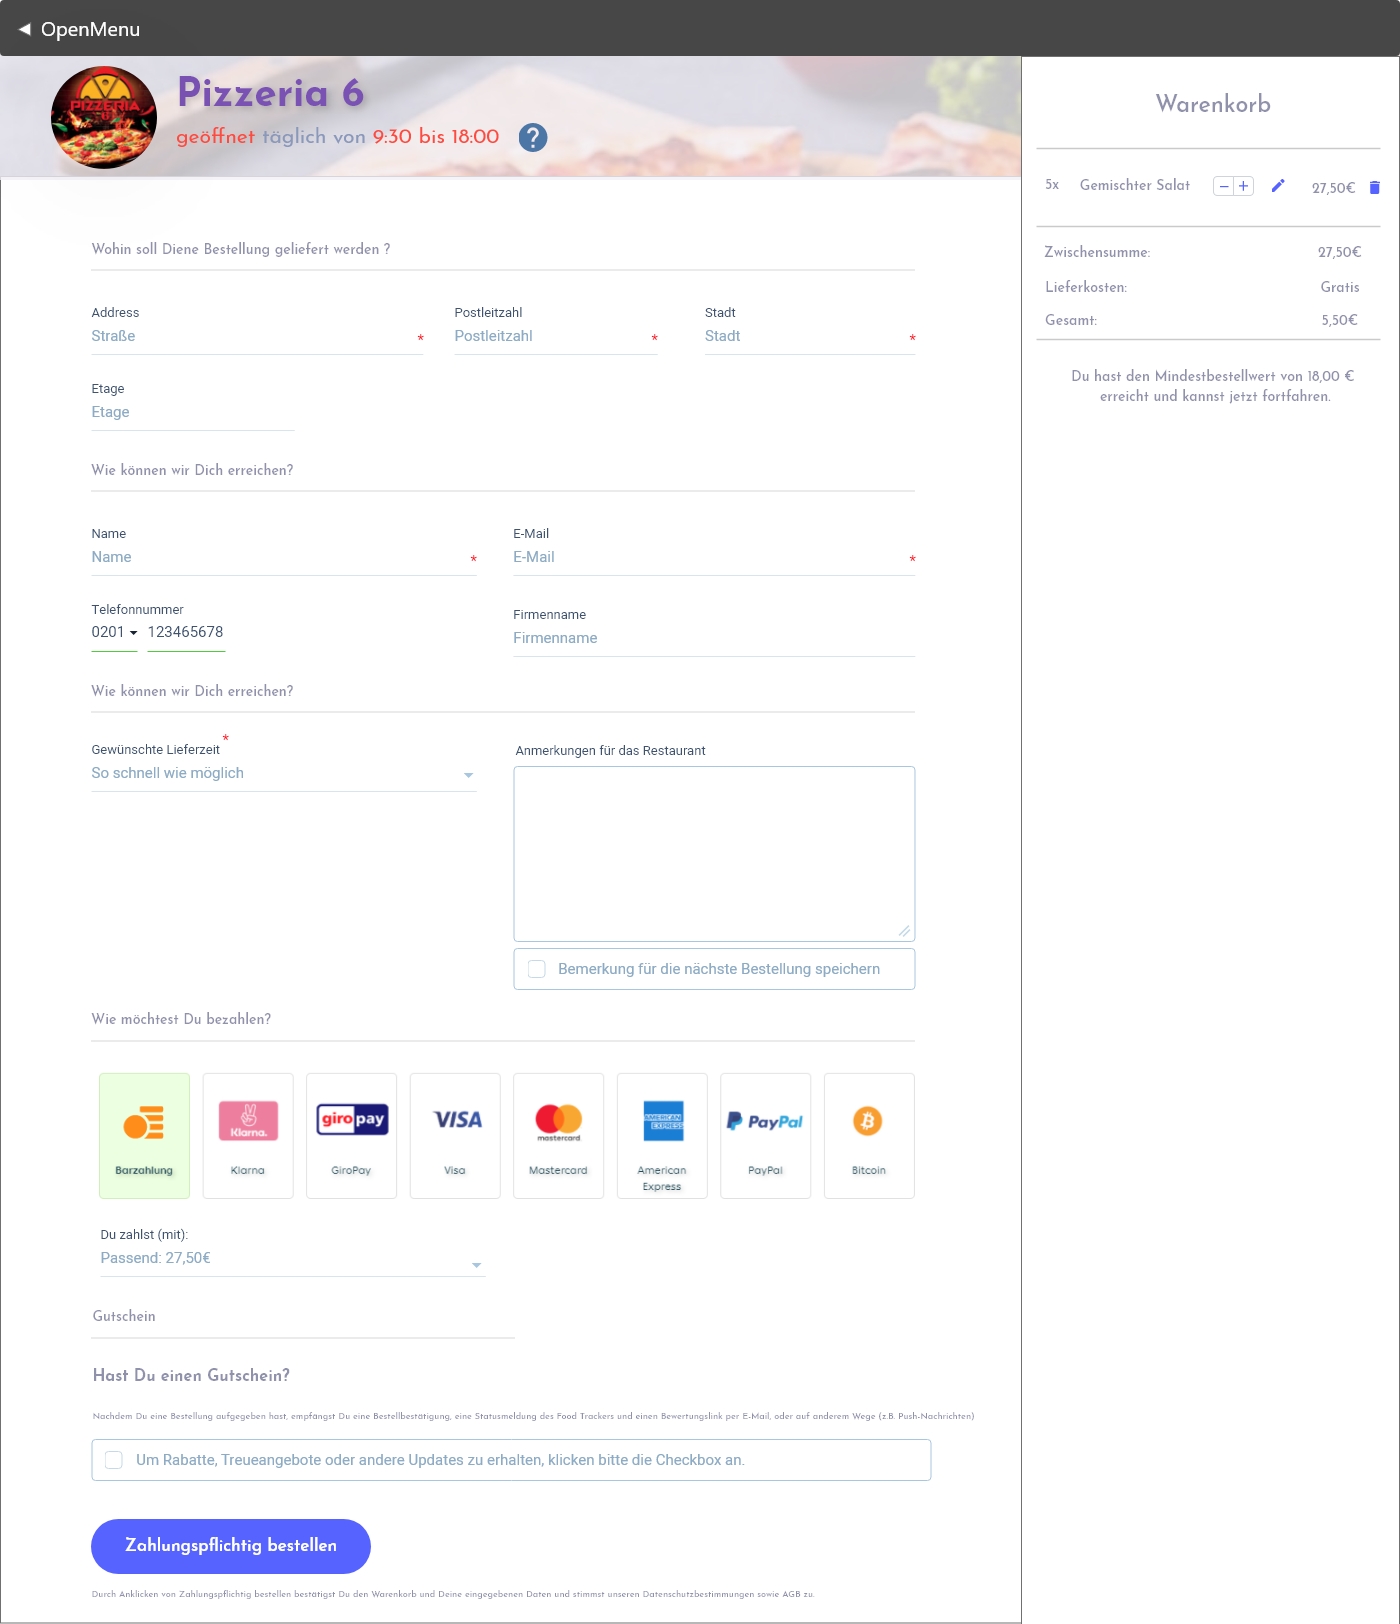 ◄ OpenMenu
PIZZERIA
Pizzeria 6
geöffnet täglich von 9:30 bis 18:00
?
Wohin soll Diene Bestellung geliefert werden ?
Address Postleitzahl Stadt
Straße * Postleitzahl * Stadt *
Etage
Etage
Wie können wir Dich erreichen?
Name E-Mail
Name * E-Mail *
Telefonnummer Firmenname
0201 123465678 Firmenname
Wie können wir Dich erreichen?
Gewünschte Lieferzeit * Anmerkungen für das Restaurant
So schnell wie möglich
Bemerkung für die nächste Bestellung speichern
Wie möchtest Du bezahlen?
Klarna. giropay VISA mastercard AMERICAN EXPRESS PayPal
Barzahlung Klarna GiroPay Visa Mastercard American Express PayPal Bitcoin
Du zahlst (mit):
Passend: 27,50€
Gutschein
Hast Du einen Gutschein?
Nachdem Du eine Bestellung aufgegeben hast, empfängst Du eine Bestellbestätigung, eine Statusmeldung des Food Trackers und einen Bewertungslink per E-Mail, oder auf anderem Wege (z.B. Push-Nachrichten)
Um Rabatte, Treueangebote oder andere Updates zu erhalten, klicken bitte die Checkbox an.
Zahlungspflichtig bestellen
Durch Anklicken von Zahlungspflichtig bestellen bestätigst Du den Warenkorb und Deine eingegebenen Daten und stimmst unseren Datenschutzbestimmungen sowie AGB zu.
Warenkorb
5x Gemischter Salat − + 27,50€
Zwischensumme: 27,50€
Lieferkosten: Gratis
Gesamt: 5,50€
Du hast den Mindestbestellwert von 18,00 €
erreicht und kannst jetzt fortfahren.